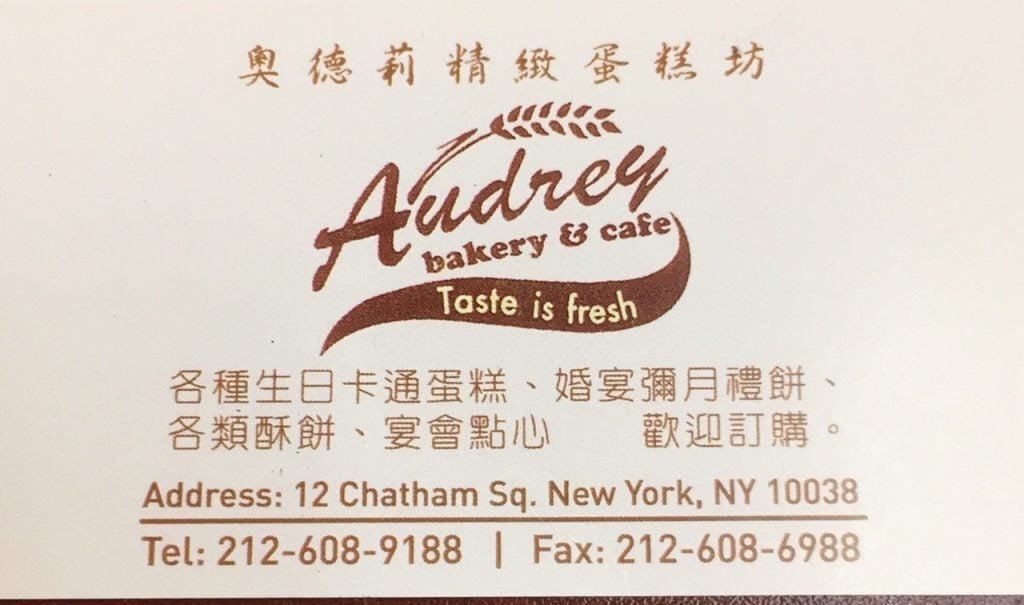 奧德莉精緻蛋糕坊
Audrey
bakery & cafe
Taste is fresh
各種生日卡通蛋糕、婚宴彌月禮餅、
各類酥餅、宴會點心　　歡迎訂購。
Address: 12 Chatham Sq. New York, NY 10038
Tel: 212-608-9188 | Fax: 212-608-6988